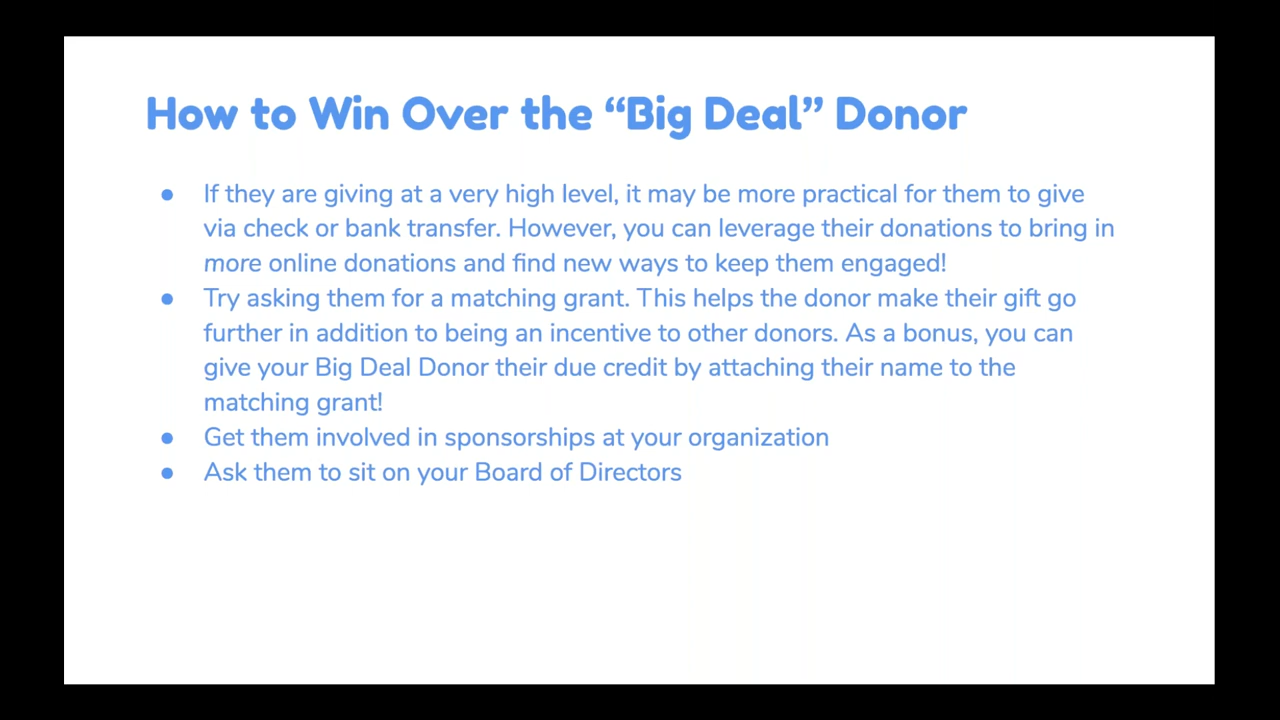 How to Win Over the “Big Deal” Donor
● If they are giving at a very high level, it may be more practical for them to give
via check or bank transfer. However, you can leverage their donations to bring in
more online donations and find new ways to keep them engaged!
● Try asking them for a matching grant. This helps the donor make their gift go
further in addition to being an incentive to other donors. As a bonus, you can
give your Big Deal Donor their due credit by attaching their name to the
matching grant!
● Get them involved in sponsorships at your organization
● Ask them to sit on your Board of Directors